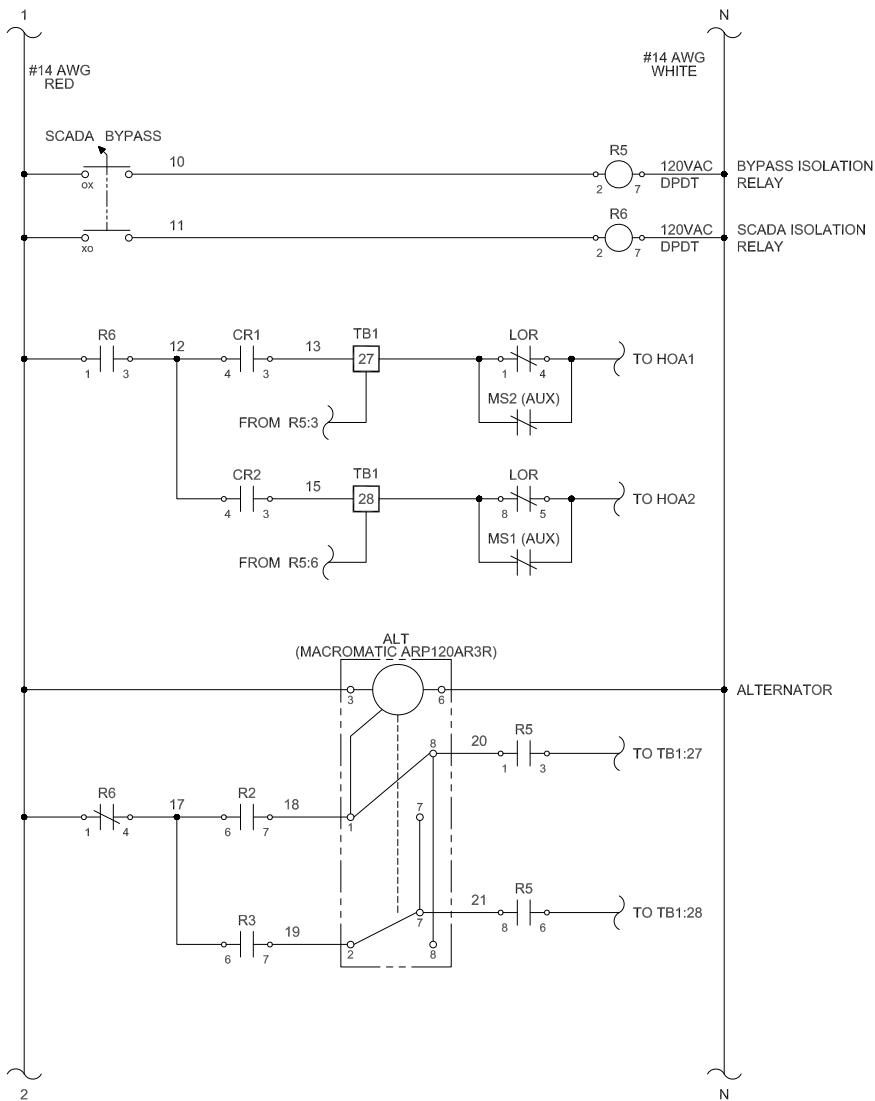 1
N
#14 AWG
RED
#14 AWG
WHITE
SCADA BYPASS
10
R5
120VAC
DPDT
BYPASS ISOLATION
RELAY
OX
2
7
11
R6
120VAC
DPDT
SCADA ISOLATION
RELAY
XO
2
7
R6
12
CR1
13
TB1
27
LOR
TO HOA1
1
3
4
3
1
4
MS2 (AUX)
FROM R5:3
CR2
15
TB1
28
LOR
TO HOA2
4
3
8
5
MS1 (AUX)
FROM R5:6
ALT
(MACROMATIC ARP120AR3R)
3
6
ALTERNATOR
8
20
R5
TO TB1:27
1
3
R6
17
R2
18
7
1
4
6
7
1
21
R5
TO TB1:28
7
8
6
R3
19
6
7
2
8
2
N